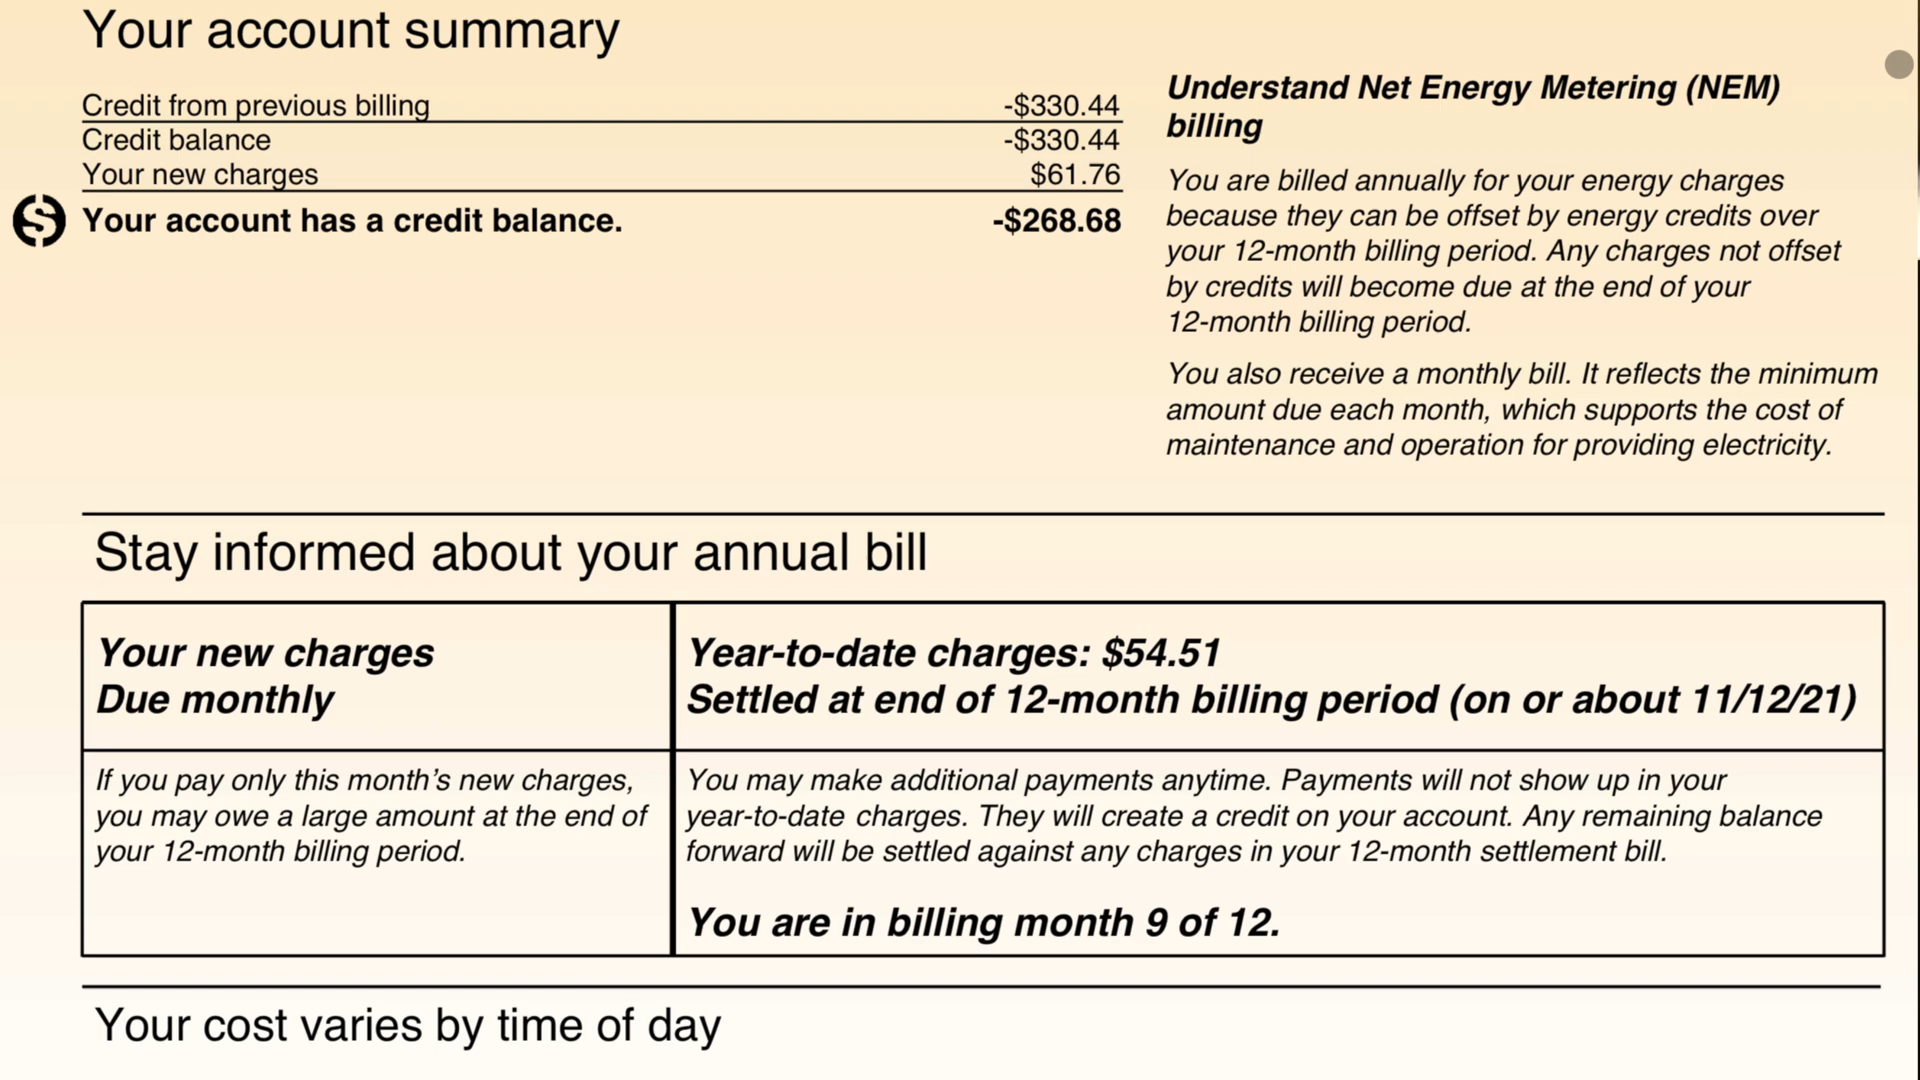 Your account summary
Credit from previous billing -$330.44
Credit balance -$330.44
Your new charges $61.76
Your account has a credit balance. -$268.68
Understand Net Energy Metering (NEM)
billing
You are billed annually for your energy charges
because they can be offset by energy credits over
your 12-month billing period. Any charges not offset
by credits will become due at the end of your
12-month billing period.
You also receive a monthly bill. It reflects the minimum
amount due each month, which supports the cost of
maintenance and operation for providing electricity.
Stay informed about your annual bill
Your new charges
Due monthly
Year-to-date charges: $54.51
Settled at end of 12-month billing period (on or about 11/12/21)
If you pay only this month's new charges,
you may owe a large amount at the end of
your 12-month billing period.
You may make additional payments anytime. Payments will not show up in your
year-to-date charges. They will create a credit on your account. Any remaining balance
forward will be settled against any charges in your 12-month settlement bill.
You are in billing month 9 of 12.
Your cost varies by time of day